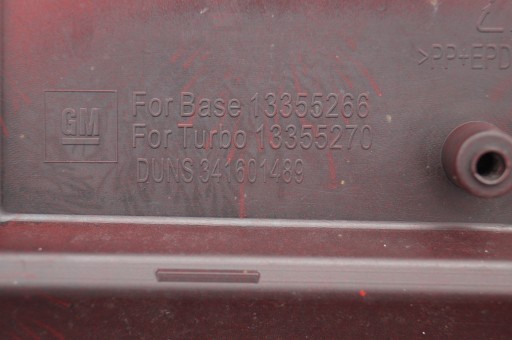 GM
For Base 13355266
For Turbo 13355270
DUNS 341601489
>PP+EPD